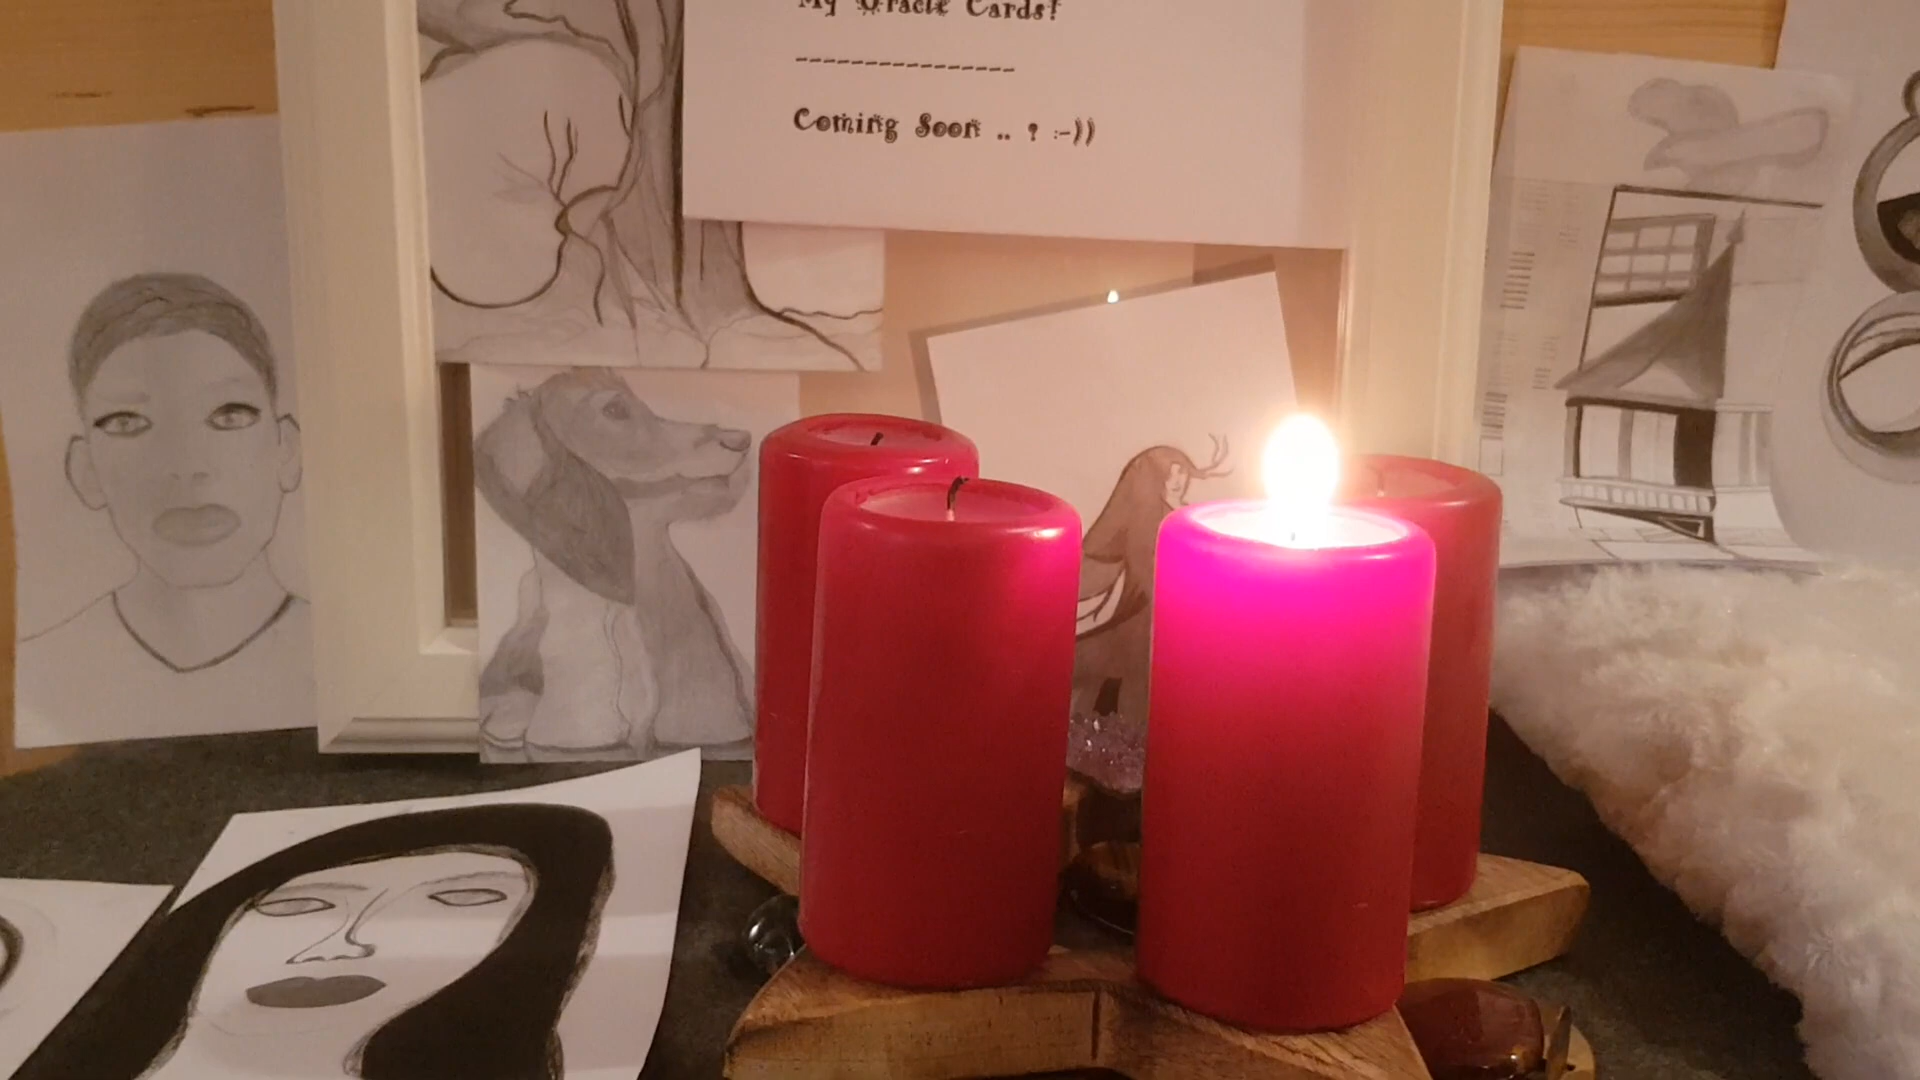 My Oracle Cards!
---------------
Coming Soon .. ? :-))